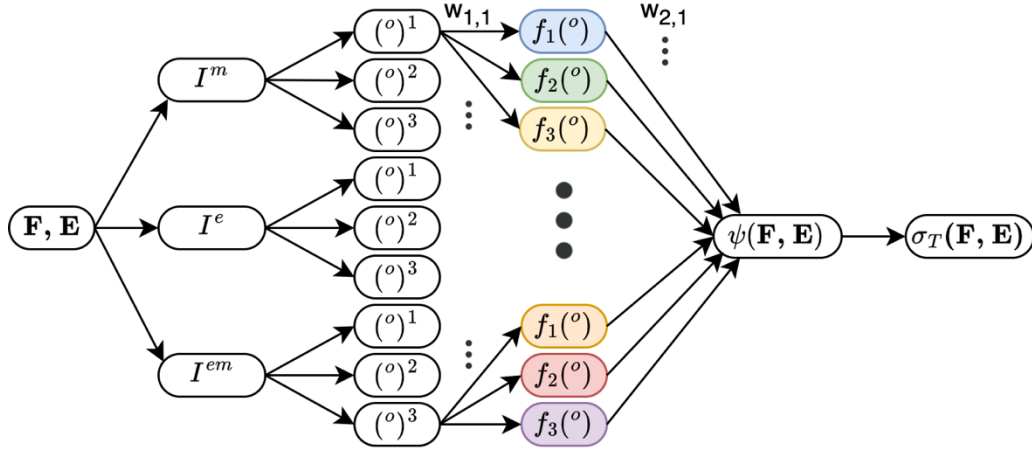 w₁,₁
w₂,₁
(ᵒ)¹
f₁(ᵒ)
Iᵐ
(ᵒ)²
f₂(ᵒ)
(ᵒ)³
f₃(ᵒ)
(ᵒ)¹
F, E
Iᵉ
(ᵒ)²
ψ(F, E)
σ_T(F, E)
(ᵒ)³
(ᵒ)¹
f₁(ᵒ)
Iᵉᵐ
(ᵒ)²
f₂(ᵒ)
(ᵒ)³
f₃(ᵒ)